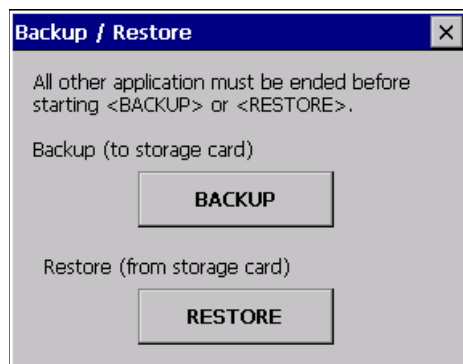 Backup / Restore
All other application must be ended before
starting <BACKUP> or <RESTORE>.
Backup (to storage card)
BACKUP
Restore (from storage card)
RESTORE